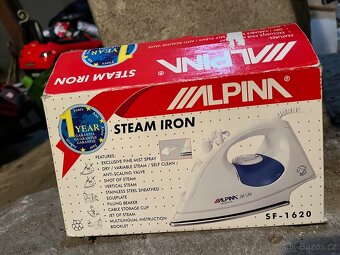 FEATURES
STEAM IRON
ALPINA
ALPINA
1 YEAR
GUARANTEE
STEAM IRON
FEATURES
- EXCLUSIVE FINE MIST SPRAY
- DRY / VARIABLE STEAM / SELF CLEAN /
ANTI-SCALING VALVE
- SHOT OF STEAM
- VERTICAL STEAM
- STAINLESS STEEL SHEATHED
SOLEPLATE
- FILLING BEAKER
- CABLE STORAGE CLIP
- JET OF STEAM
- MULTILINGUAL INSTRUCTION
BOOKLET
ALPINA
SF-1620